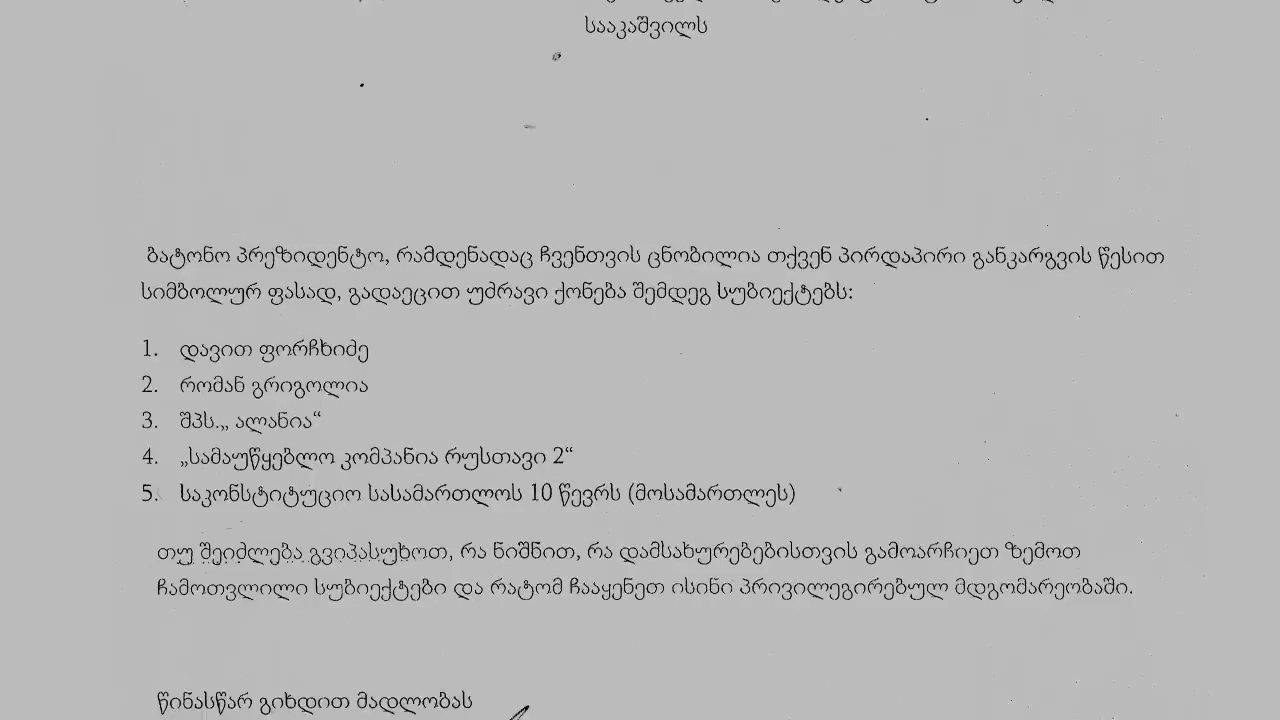 სააკაშვილს
ბატონო პრეზიდენტო, რამდენადაც ჩვენთვის ცნობილია თქვენ პირდაპირი განკარგვის წესით
სიმბოლურ ფასად, გადაეცით უძრავი ქონება შემდეგ სუბიექტებს:
1. დავით ფორჩხიძე
2. რომან გრიგოლია
3. შპს.„ ალანია“
4. „სამაუწყებლო კომპანია რუსთავი 2“
5. საკონსტიტუციო სასამართლოს 10 წევრს (მოსამართლეს)
თუ შეიძლება გვიპასუხოთ, რა ნიშნით, რა დამსახურებებისთვის გამოარჩიეთ ზემოთ
ჩამოთვლილი სუბიექტები და რატომ ჩააყენეთ ისინი პრივილეგირებულ მდგომარეობაში.
წინასწარ გიხდით მადლობას